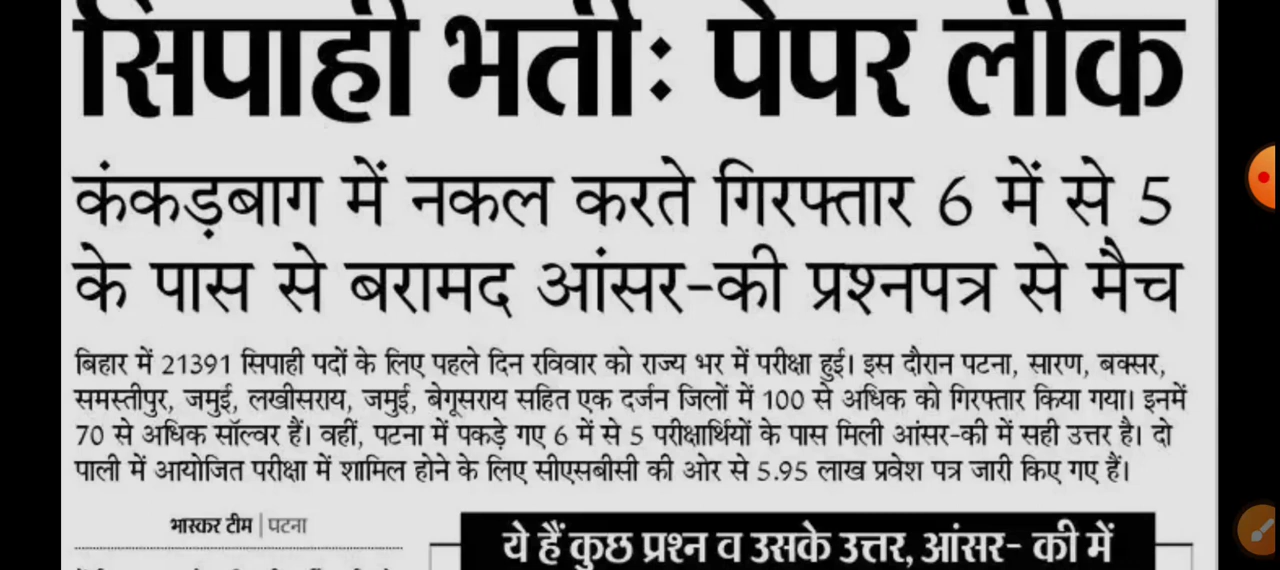 सिपाही भर्ती: पेपर लीक
कंकड़बाग में नकल करते गिरफ्तार 6 में से 5
के पास से बरामद आंसर-की प्रश्नपत्र से मैच
बिहार में 21391 सिपाही पदों के लिए पहले दिन रविवार को राज्य भर में परीक्षा हुई। इस दौरान पटना, सारण, बक्सर,
समस्तीपुर, जमुई, लखीसराय, जमुई, बेगूसराय सहित एक दर्जन जिलों में 100 से अधिक को गिरफ्तार किया गया। इनमें
70 से अधिक सॉल्वर हैं। वहीं, पटना में पकड़े गए 6 में से 5 परीक्षार्थियों के पास मिली आंसर-की में सही उत्तर है। दो
पाली में आयोजित परीक्षा में शामिल होने के लिए सीएसबीसी की ओर से 5.95 लाख प्रवेश पत्र जारी किए गए हैं।
भास्कर टीम | पटना
ये हैं कुछ प्रश्न व उसके उत्तर, आंसर- की में